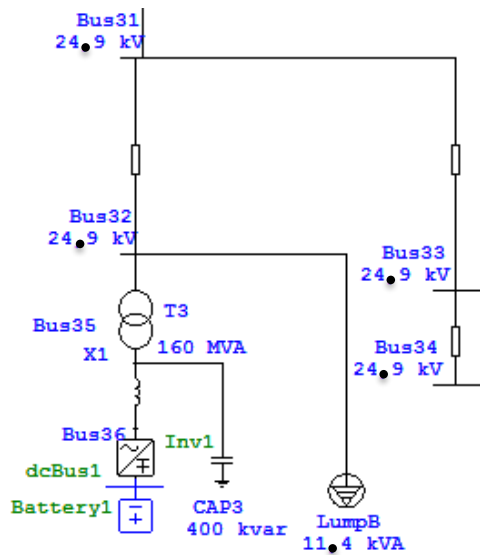 Bus31
24.9 kV
Bus32
24.9 kV
Bus33
24.9 kV
T3
Bus35
X1
160 MVA
Bus34
24.9 kV
Bus36
Inv1
dcBus1
Battery1
CAP3
400 kvar
LumpB
11.4 kVA